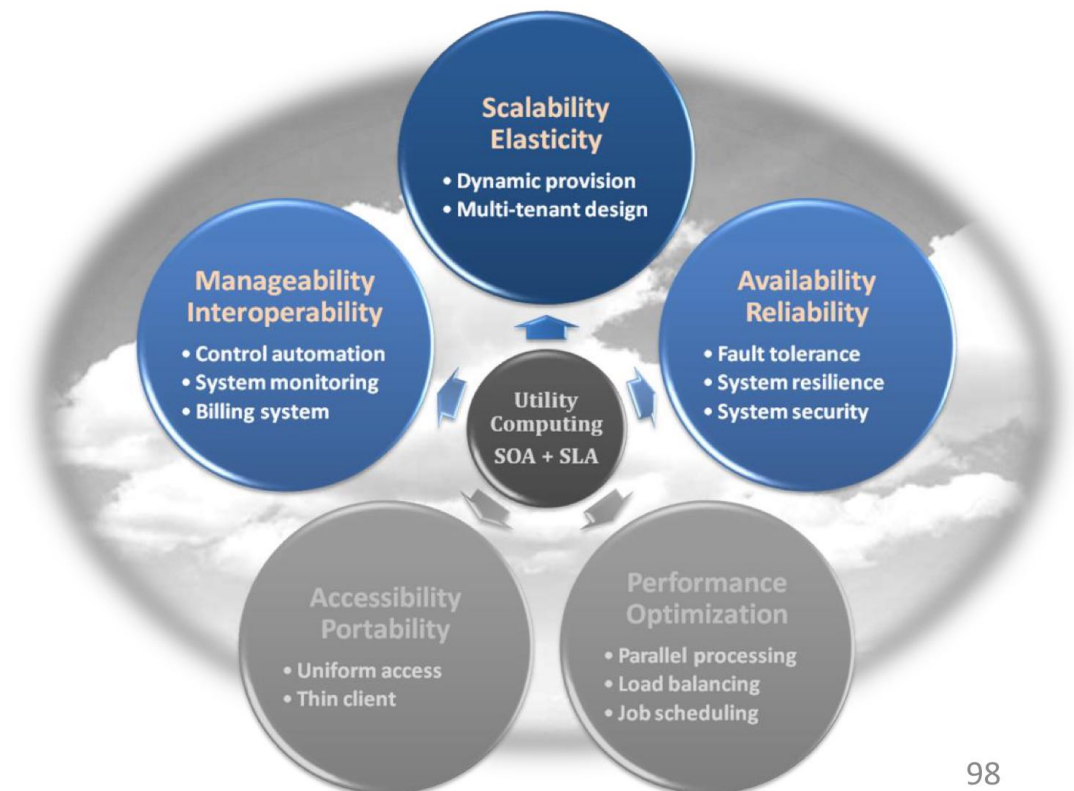 Scalability
Elasticity
• Dynamic provision
• Multi-tenant design
Manageability
Interoperability
• Control automation
• System monitoring
• Billing system
Availability
Reliability
• Fault tolerance
• System resilience
• System security
Utility
Computing
SOA + SLA
Accessibility
Portability
• Uniform access
• Thin client
Performance
Optimization
• Parallel processing
• Load balancing
• Job scheduling
98